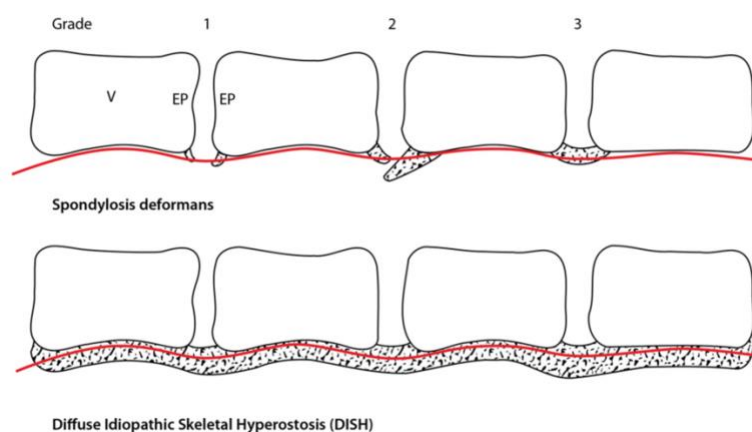 Grade 1 2 3
V EP EP
Spondylosis deformans
Diffuse Idiopathic Skeletal Hyperostosis (DISH)